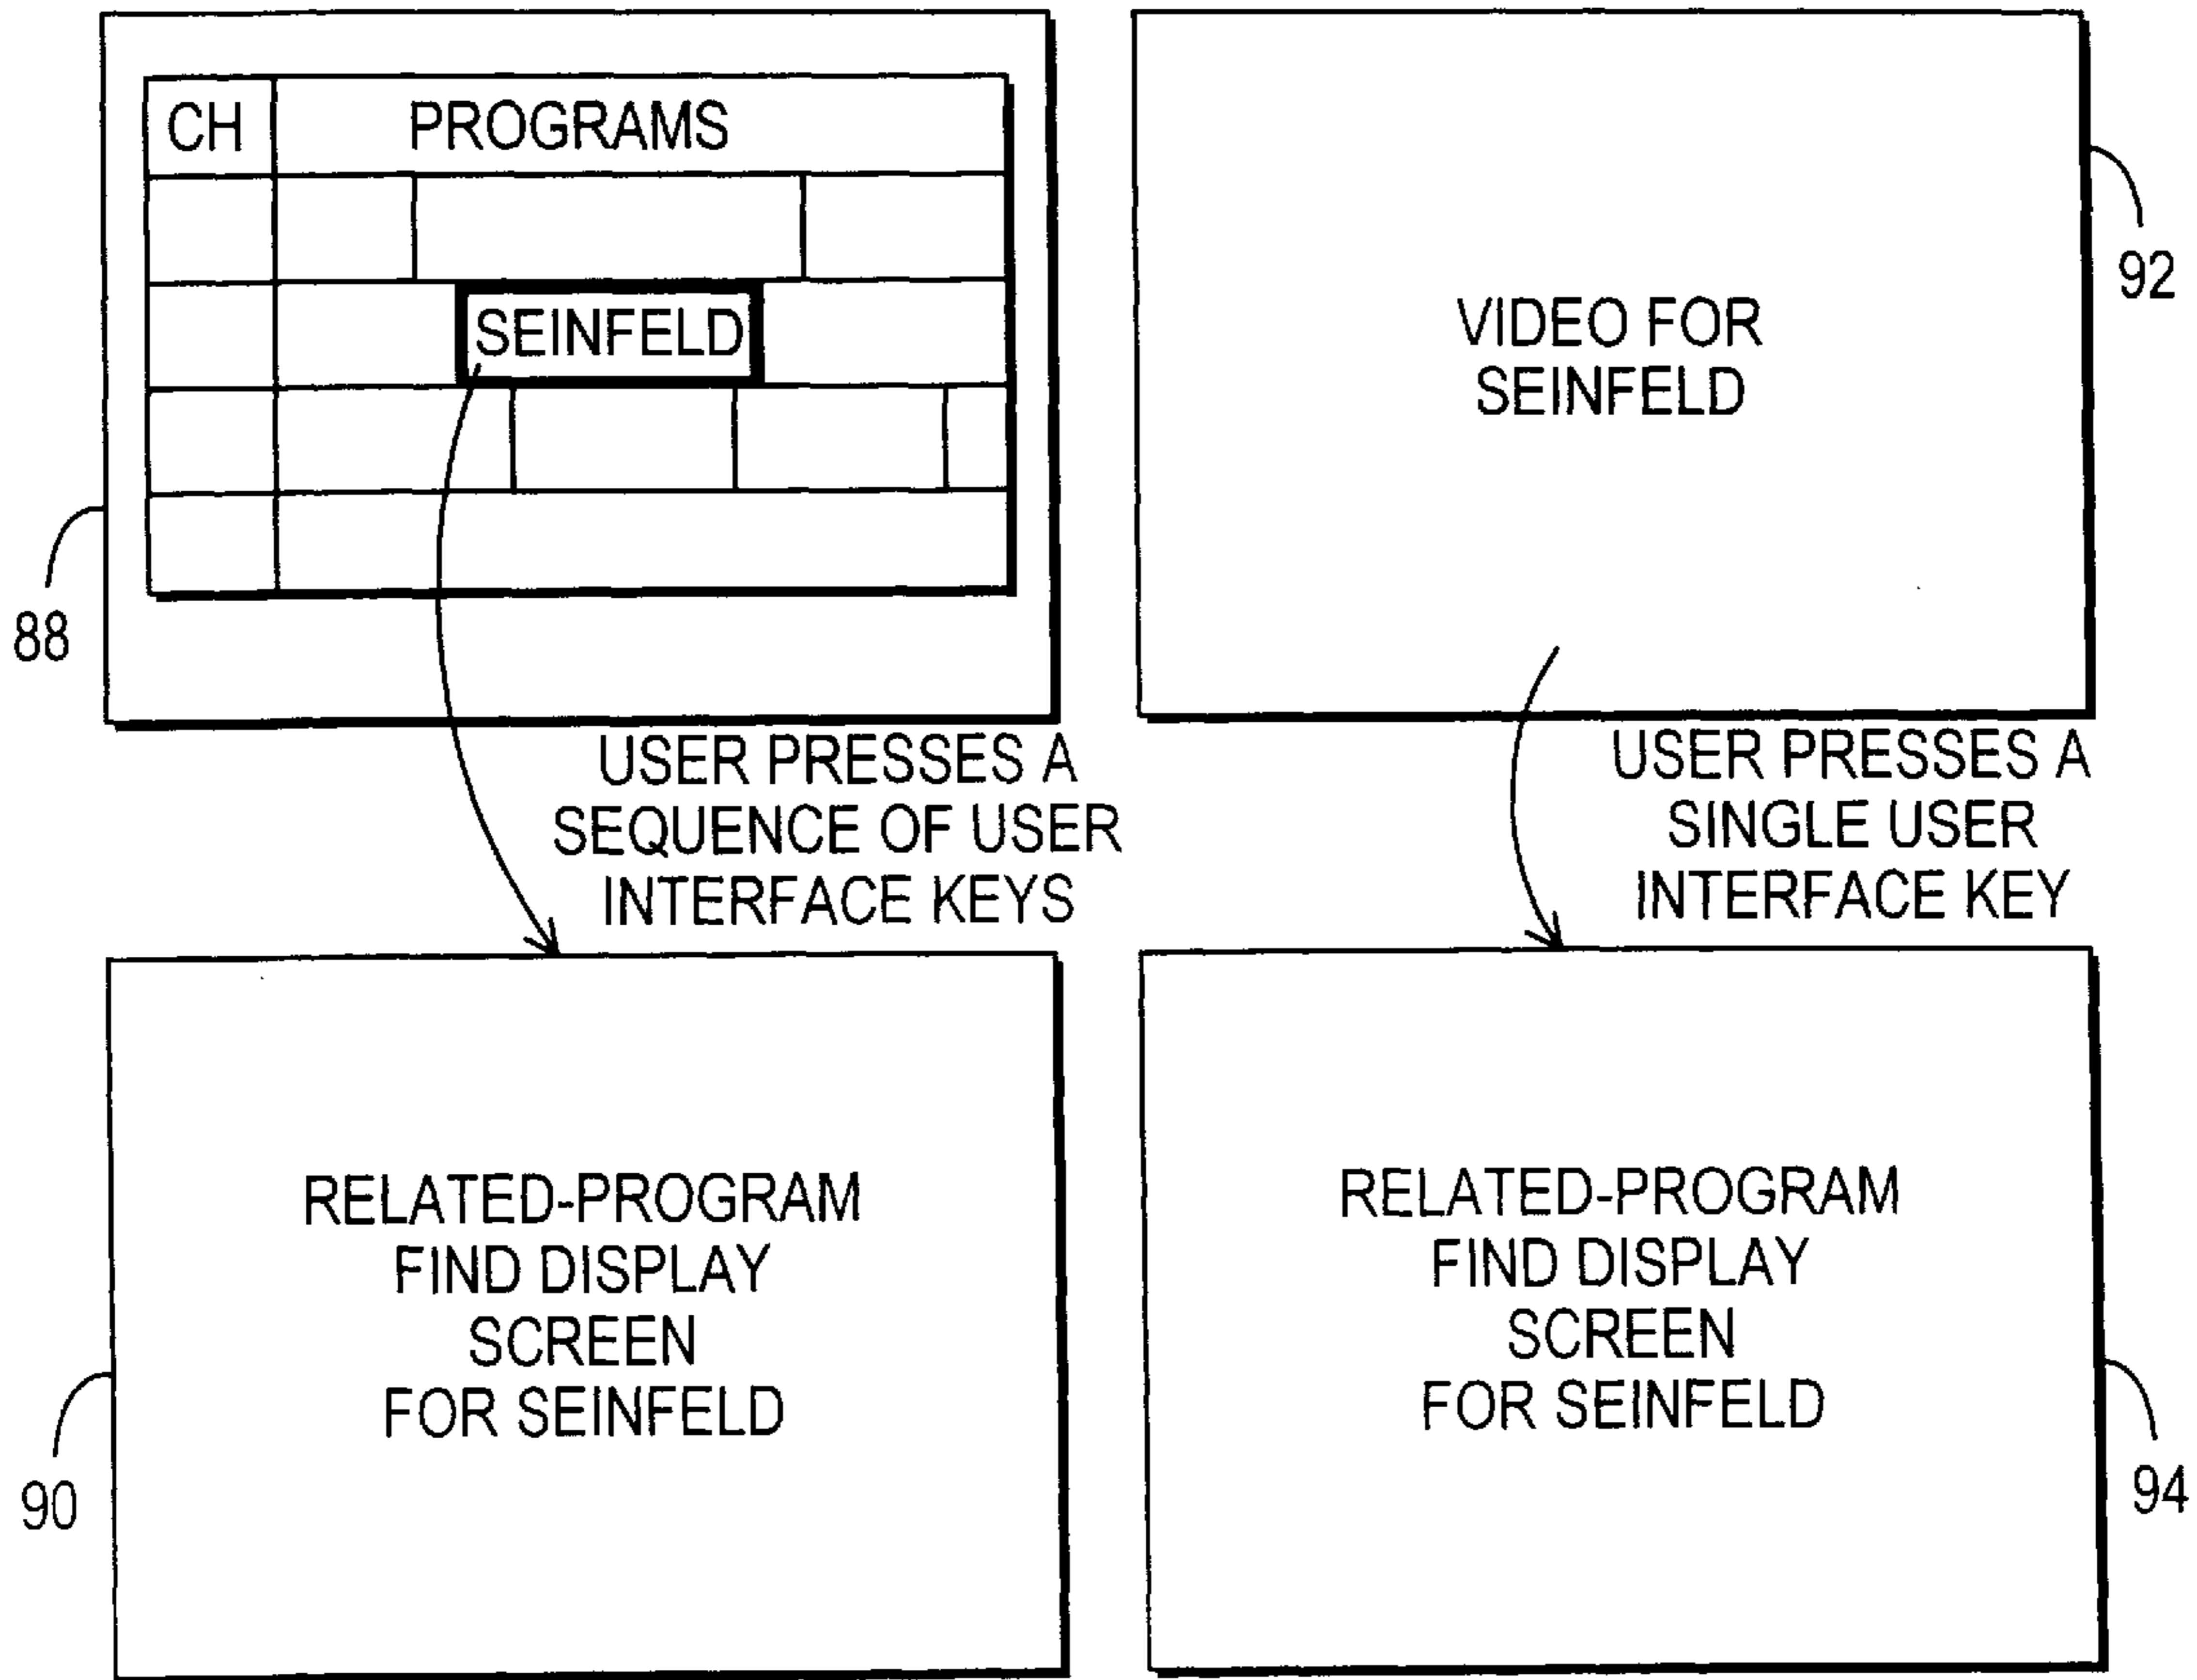 CH
PROGRAMS
SEINFELD
88
VIDEO FOR
SEINFELD
92
USER PRESSES A
SEQUENCE OF USER
INTERFACE KEYS
USER PRESSES A
SINGLE USER
INTERFACE KEY
RELATED-PROGRAM
FIND DISPLAY
SCREEN
FOR SEINFELD
90
RELATED-PROGRAM
FIND DISPLAY
SCREEN
FOR SEINFELD
94